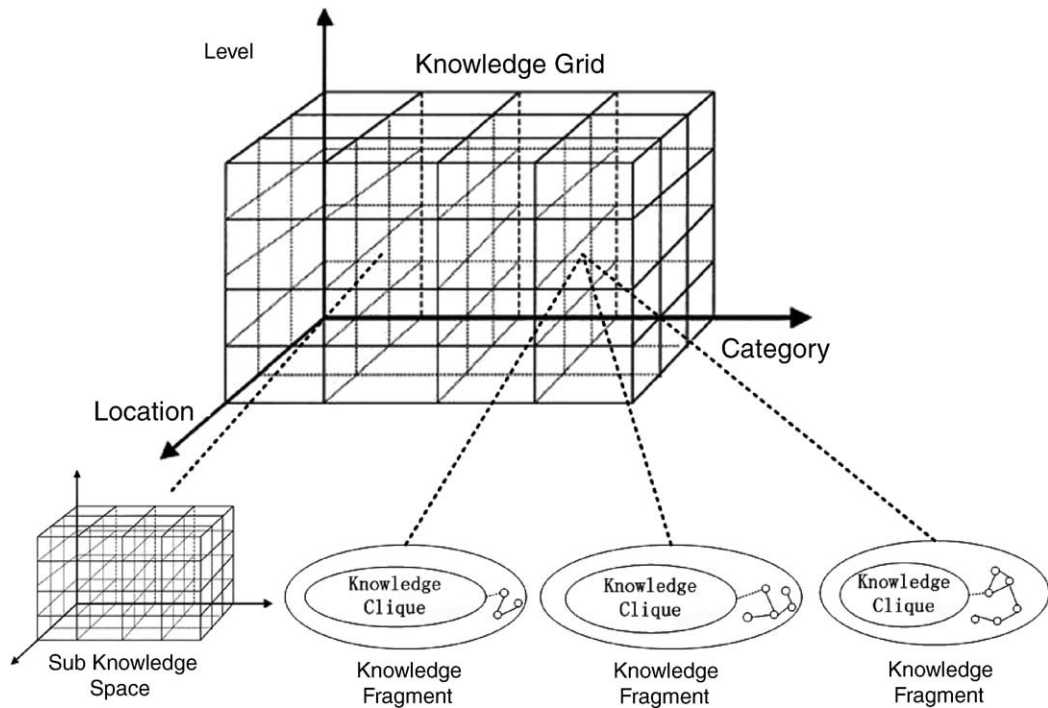 Level
Knowledge Grid
Category
Location
Knowledge
Clique
Knowledge
Clique
Knowledge
Clique
Sub Knowledge
Space
Knowledge
Fragment
Knowledge
Fragment
Knowledge
Fragment